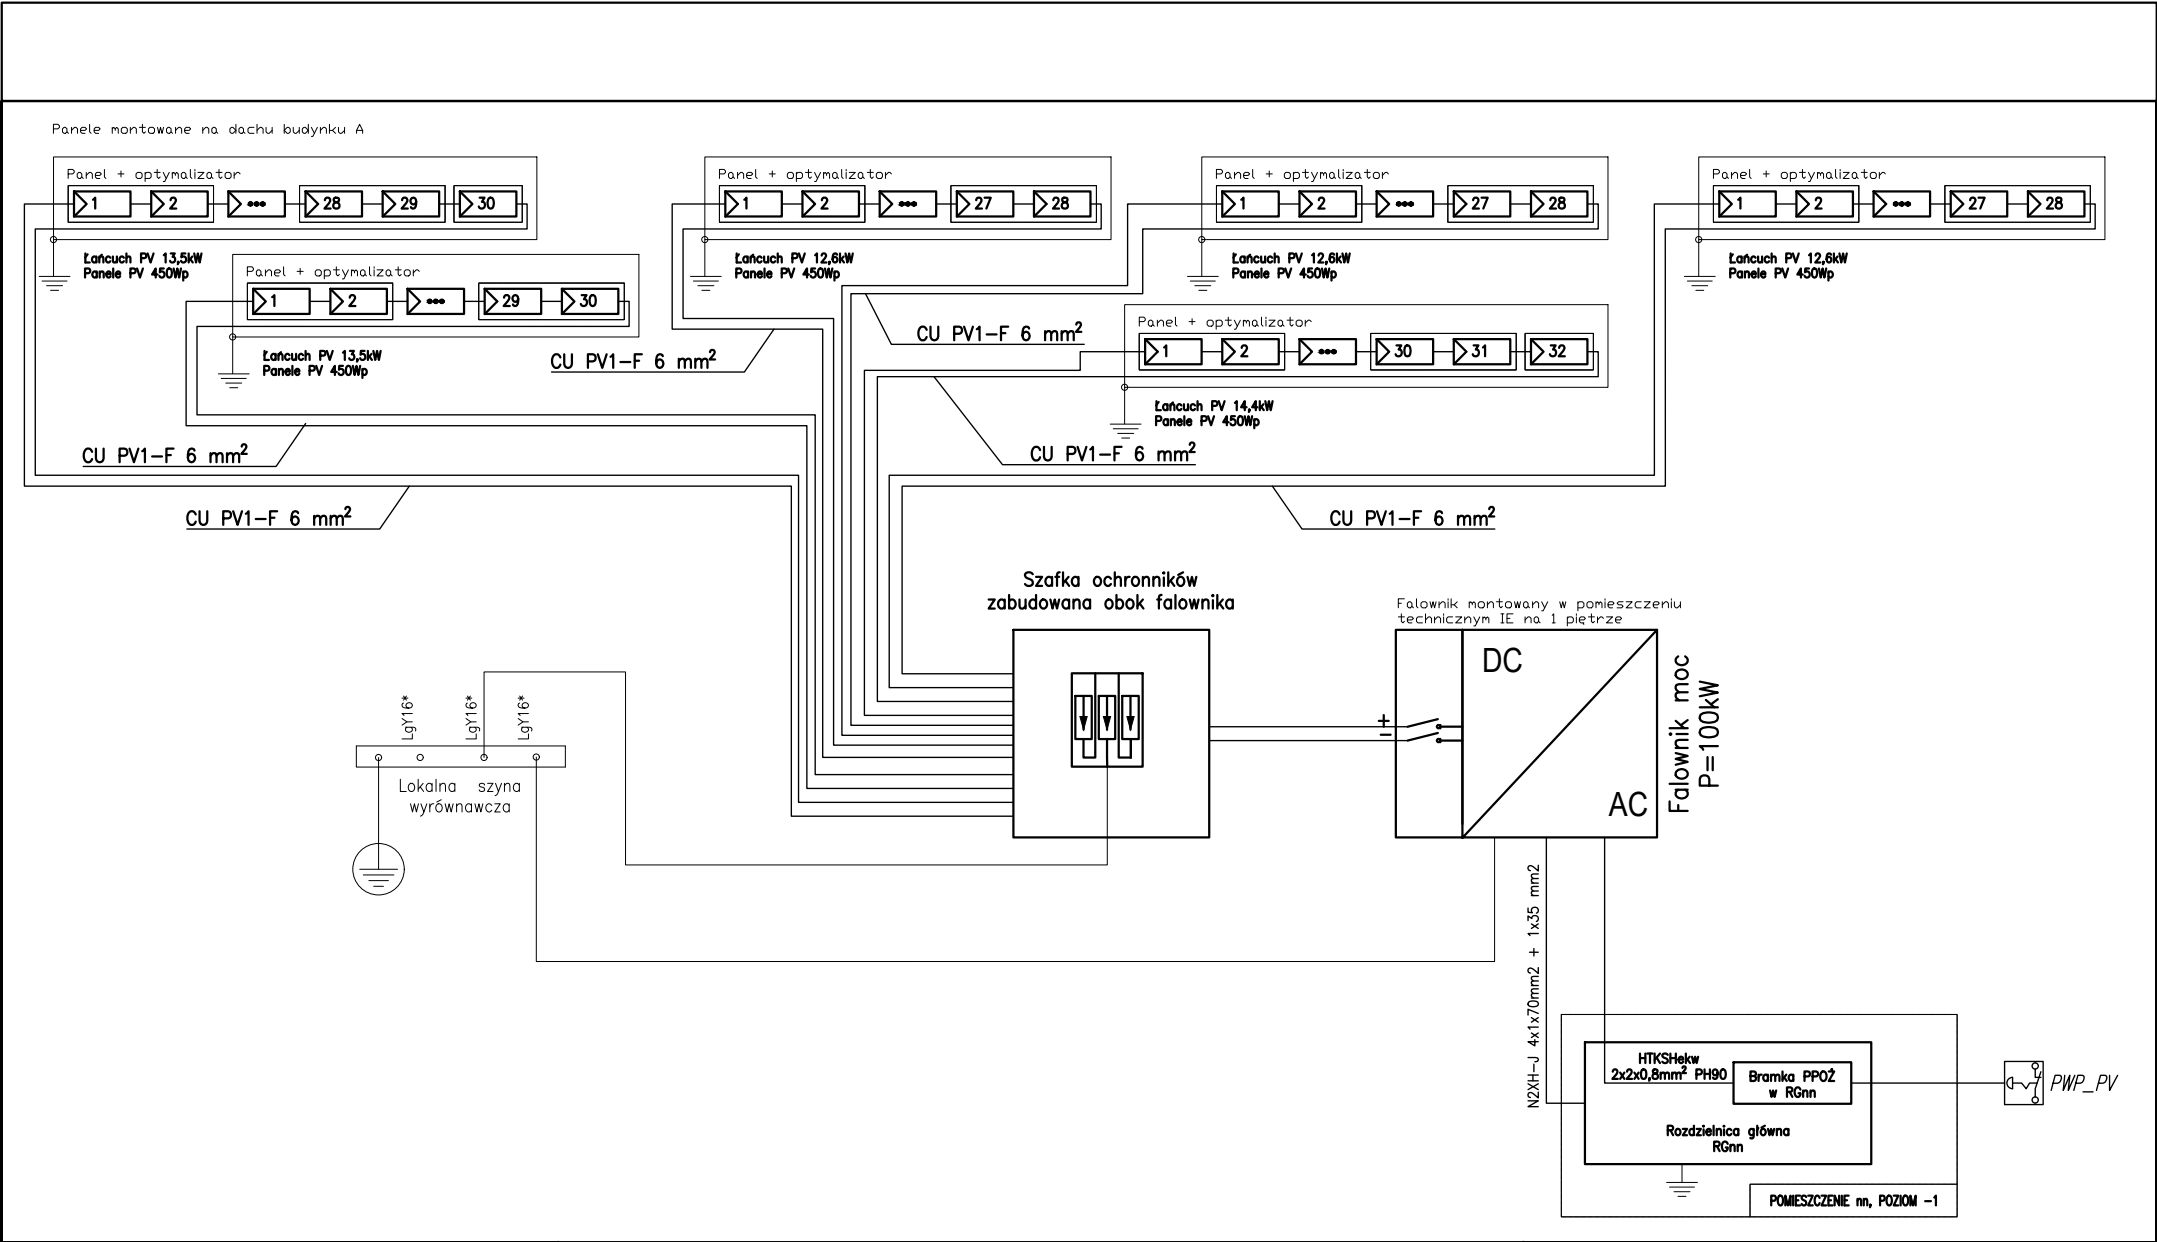 Panele montowane na dachu budynku A
Panel + optymalizator
1 2 ••• 28 29 30
Łańcuch PV 13,5kW
Panele PV 450Wp
Panel + optymalizator
1 2 ••• 29 30
Łańcuch PV 13,5kW
Panele PV 450Wp
Panel + optymalizator
1 2 ••• 27 28
Łańcuch PV 12,6kW
Panele PV 450Wp
Panel + optymalizator
1 2 ••• 27 28
Łańcuch PV 12,6kW
Panele PV 450Wp
Panel + optymalizator
1 2 ••• 27 28
Łańcuch PV 12,6kW
Panele PV 450Wp
Panel + optymalizator
1 2 ••• 30 31 32
Łańcuch PV 14,4kW
Panele PV 450Wp
CU PV1-F 6 mm²
CU PV1-F 6 mm²
CU PV1-F 6 mm²
CU PV1-F 6 mm²
CU PV1-F 6 mm²
CU PV1-F 6 mm²
Szafka ochronników
zabudowana obok falownika
Falownik montowany w pomieszczeniu
technicznym IE na 1 piętrze
DC
AC
+
−
Falownik moc
P=100kW
LgY16*
LgY16*
LgY16*
Lokalna szyna
wyrównawcza
N2XH-J 4x1x70mm2 + 1x35 mm2
HTKSHekw
2x2x0,8mm² PH90
Bramka PPOŻ
w RGnn
Rozdzielnica główna
RGnn
PWP_PV
POMIESZCZENIE nn, POZIOM -1